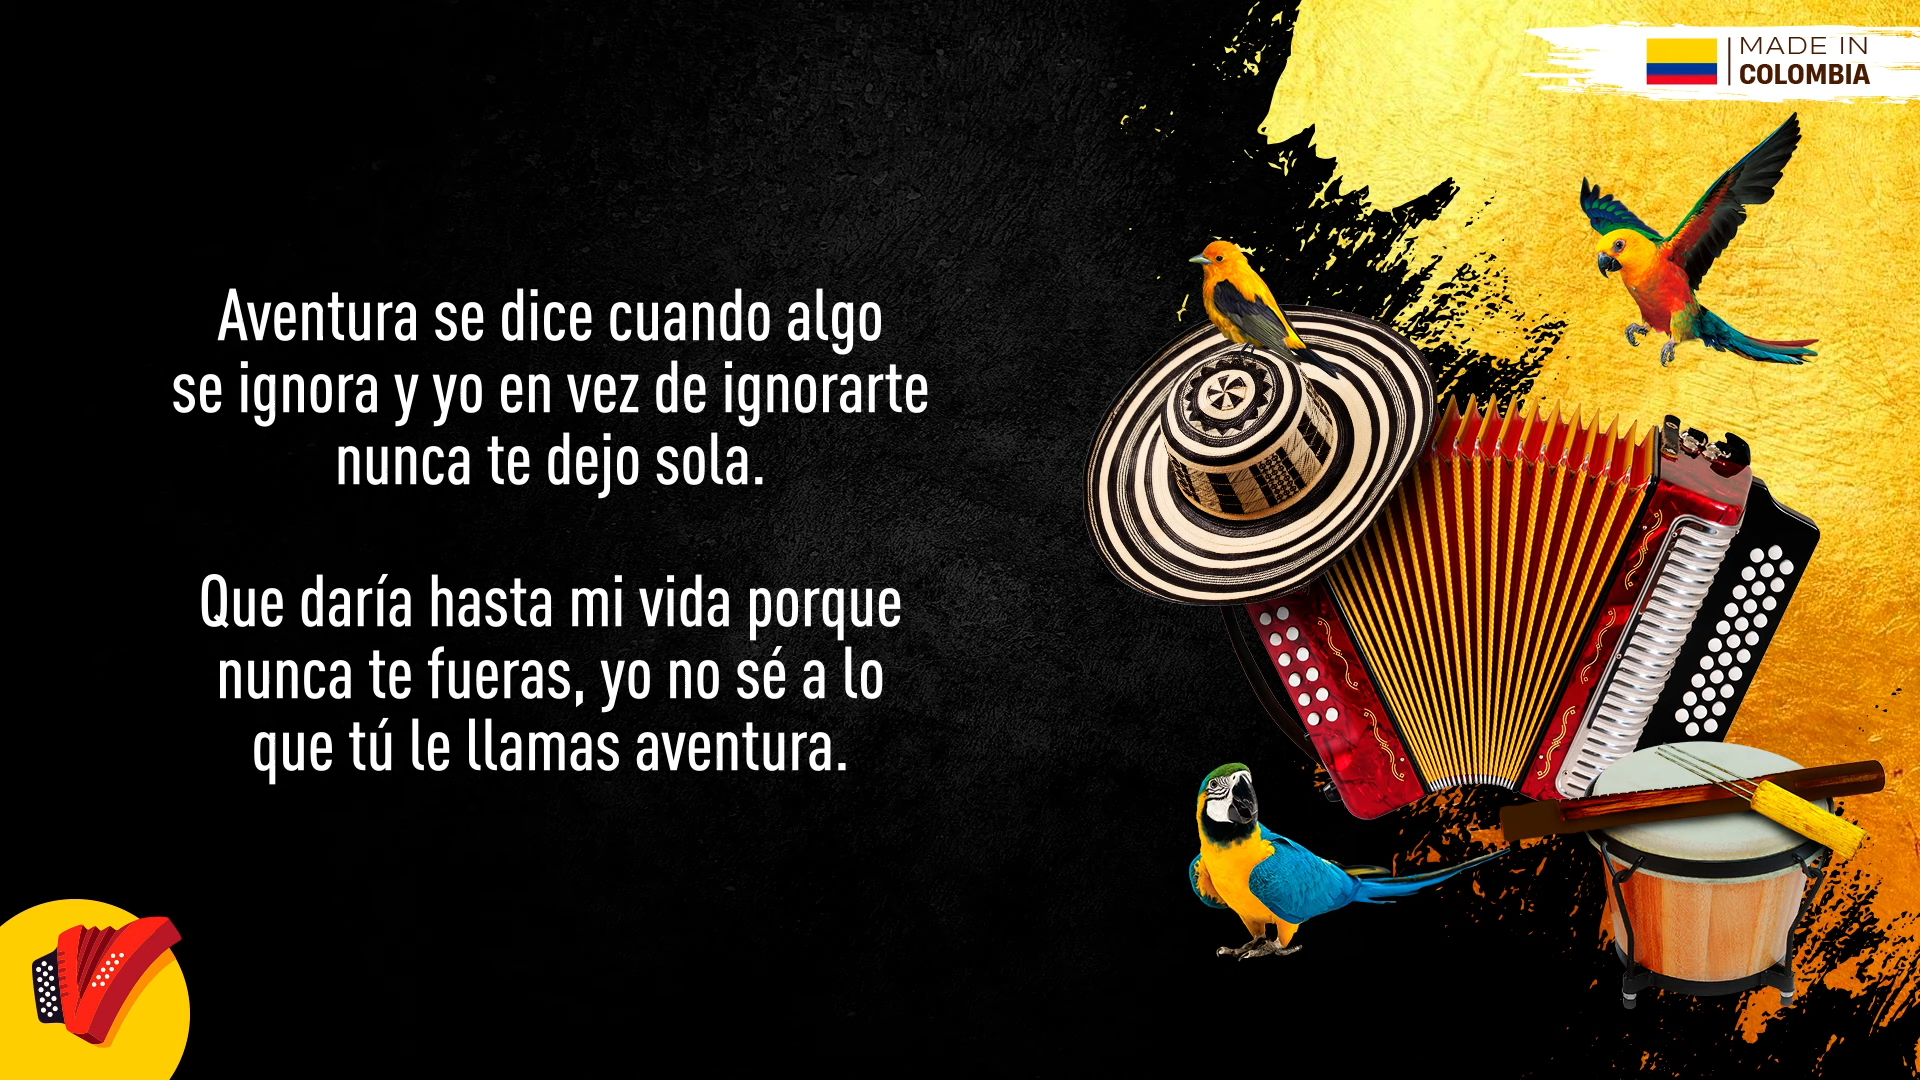 MADE IN
COLOMBIA
Aventura se dice cuando algo
se ignora y yo en vez de ignorarte
nunca te dejo sola.
Que daría hasta mi vida porque
nunca te fueras, yo no sé a lo
que tú le llamas aventura.